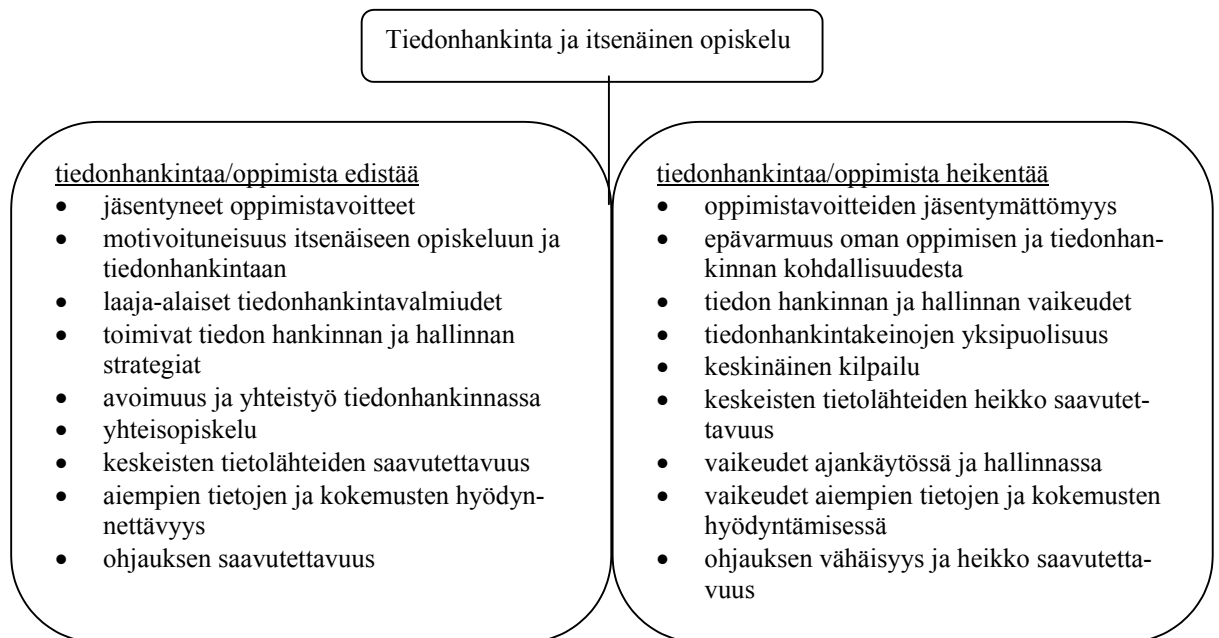 Tiedonhankinta ja itsenäinen opiskelu
tiedonhankintaa/oppimista edistää
• jäsentyneet oppimistavoitteet
• motivoituneisuus itsenäiseen opiskeluun ja
tiedonhankintaan
• laaja-alaiset tiedonhankintavalmiudet
• toimivat tiedon hankinnan ja hallinnan
strategiat
• avoimuus ja yhteistyö tiedonhankinnassa
• yhteisopiskelu
• keskeisten tietolähteiden saavutettavuus
• aiempien tietojen ja kokemusten hyödyn-
nettävyys
• ohjauksen saavutettavuus
tiedonhankintaa/oppimista heikentää
• oppimistavoitteiden jäsentymättömyys
• epävarmuus oman oppimisen ja tiedonhan-
kinnan kohdallisuudesta
• tiedon hankinnan ja hallinnan vaikeudet
• tiedonhankintakeinojen yksipuolisuus
• keskinäinen kilpailu
• keskeisten tietolähteiden heikko saavutet-
tavuus
• vaikeudet ajankäytössä ja hallinnassa
• vaikeudet aiempien tietojen ja kokemusten
hyödyntämisessä
• ohjauksen vähäisyys ja heikko saavutetta-
vuus